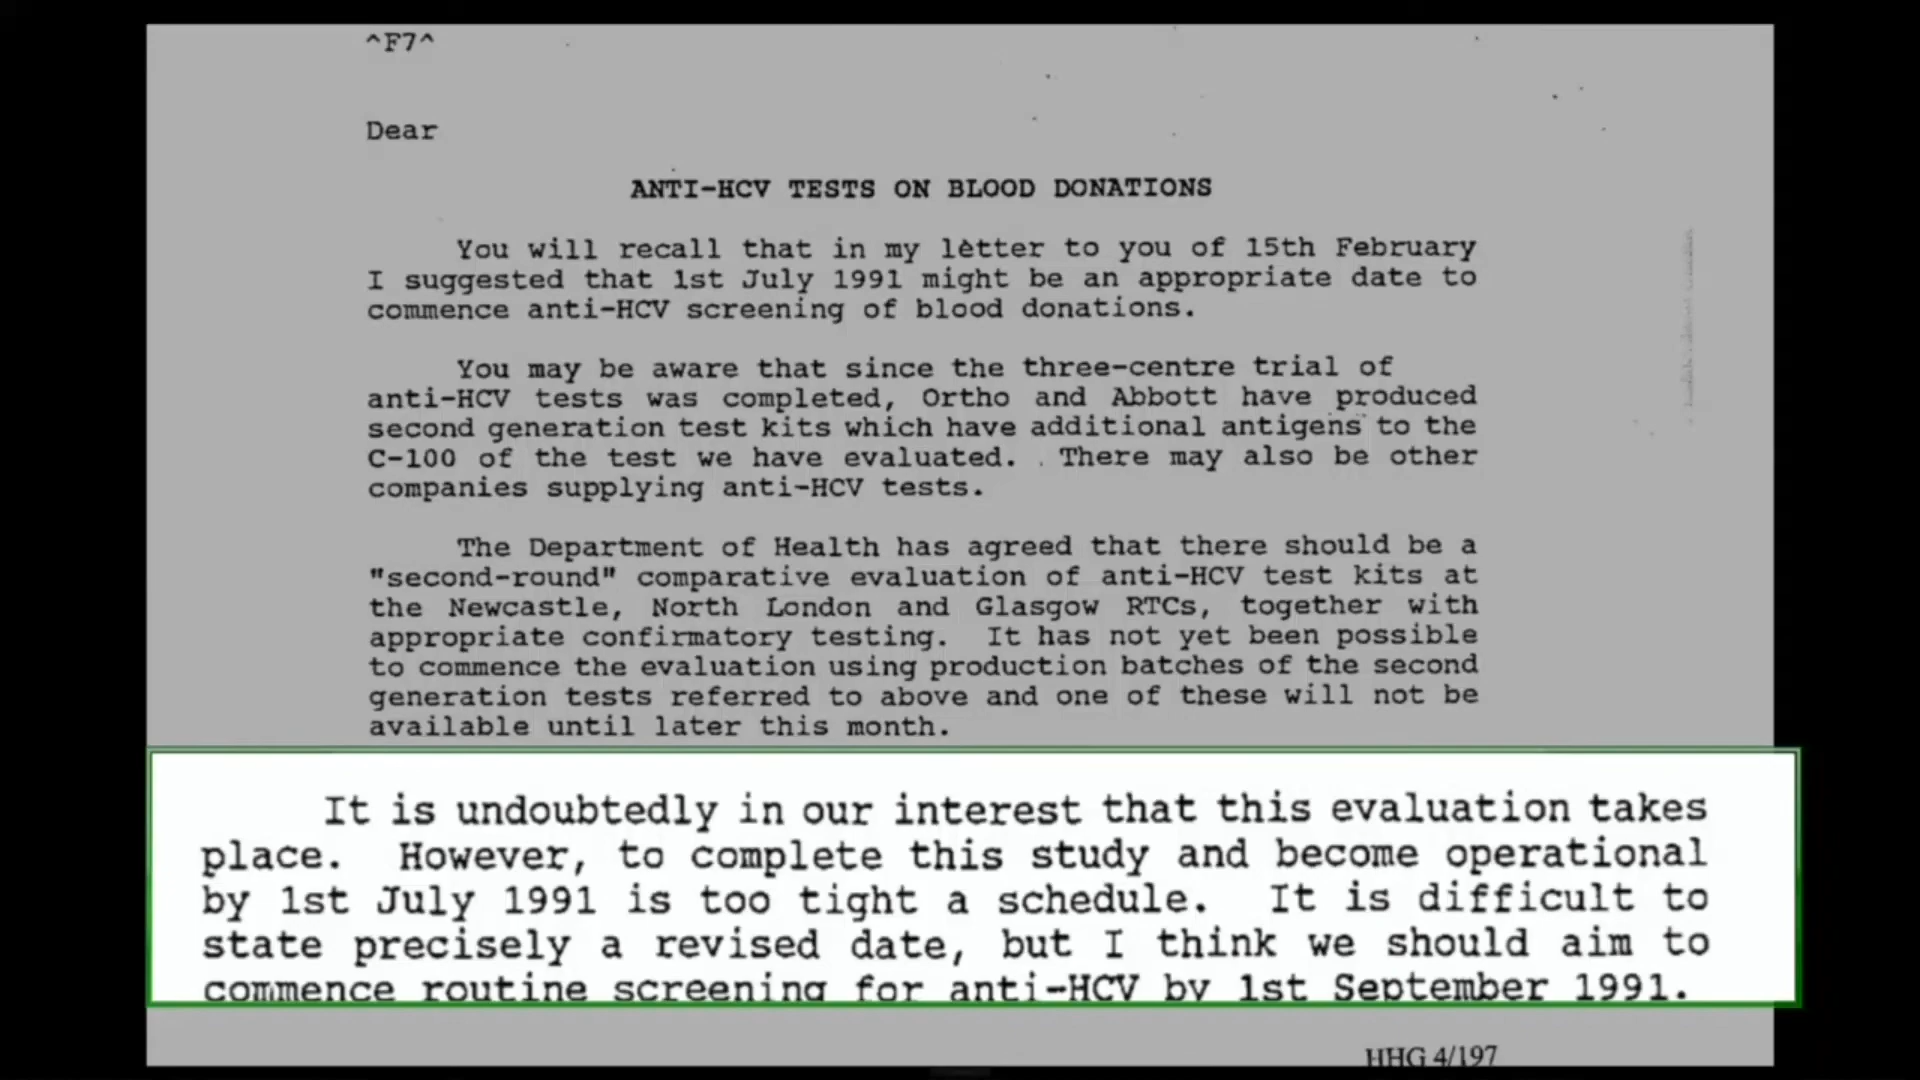 ^F7^
Dear
ANTI-HCV TESTS ON BLOOD DONATIONS
You will recall that in my letter to you of 15th February
I suggested that 1st July 1991 might be an appropriate date to
commence anti-HCV screening of blood donations.
You may be aware that since the three-centre trial of
anti-HCV tests was completed, Ortho and Abbott have produced
second generation test kits which have additional antigens to the
C-100 of the test we have evaluated. There may also be other
companies supplying anti-HCV tests.
The Department of Health has agreed that there should be a
"second-round" comparative evaluation of anti-HCV test kits at
the Newcastle, North London and Glasgow RTCs, together with
appropriate confirmatory testing. It has not yet been possible
to commence the evaluation using production batches of the second
generation tests referred to above and one of these will not be
available until later this month.
It is undoubtedly in our interest that this evaluation takes
place. However, to complete this study and become operational
by 1st July 1991 is too tight a schedule. It is difficult to
state precisely a revised date, but I think we should aim to
commence routine screening for anti-HCV by 1st September 1991.
HHG 4/197